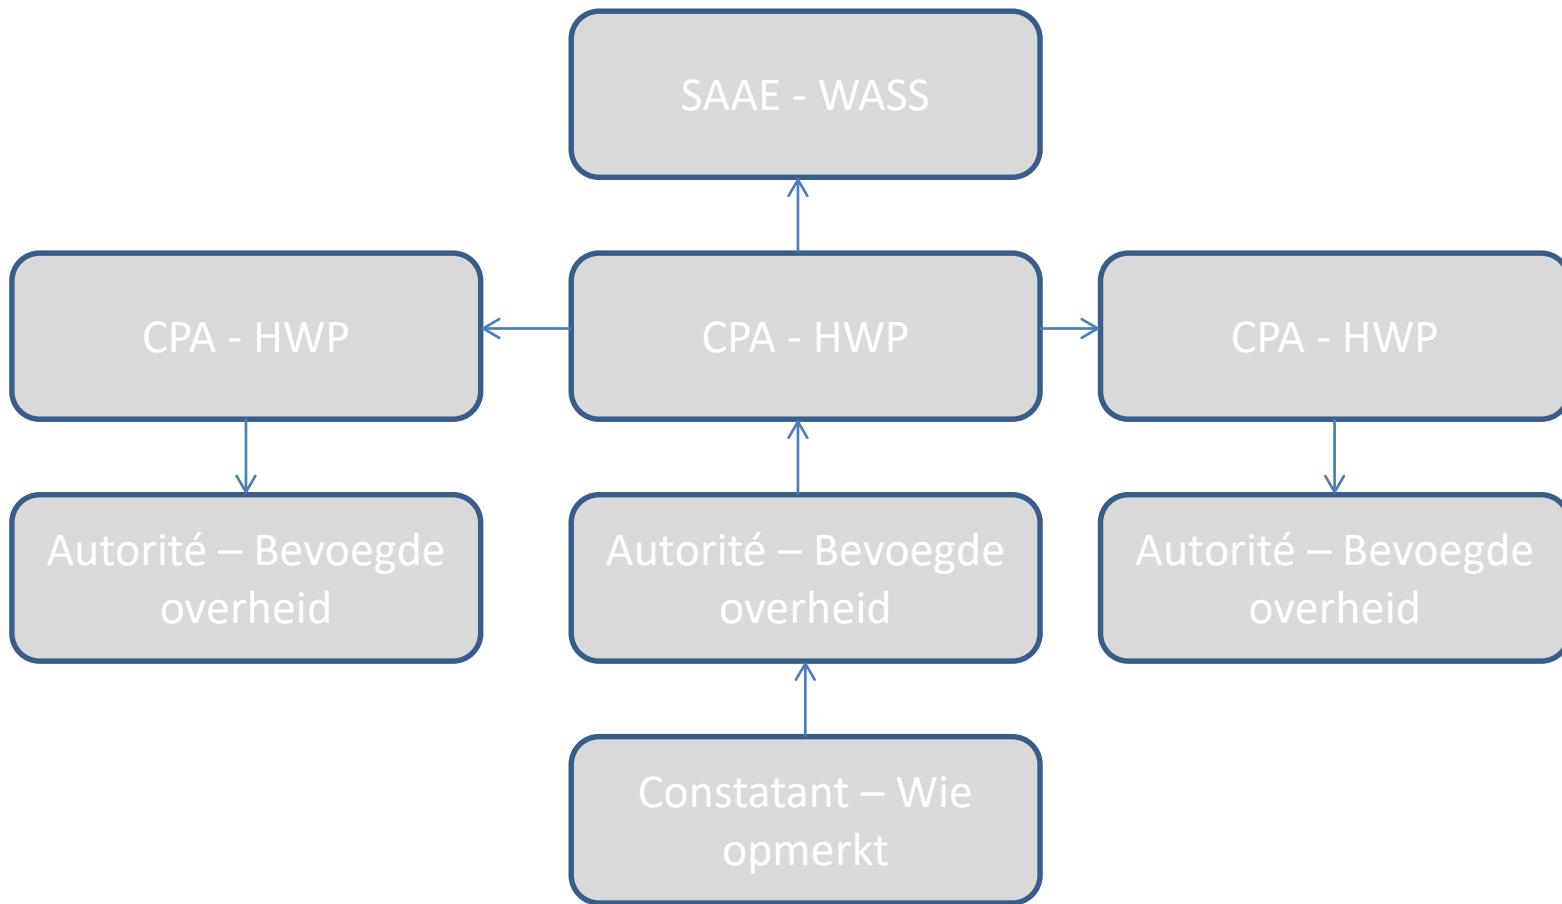 SAAE - WASS
CPA - HWP
CPA - HWP
CPA - HWP
Autorité – Bevoegde
overheid
Autorité – Bevoegde
overheid
Autorité – Bevoegde
overheid
Constatant – Wie
opmerkt